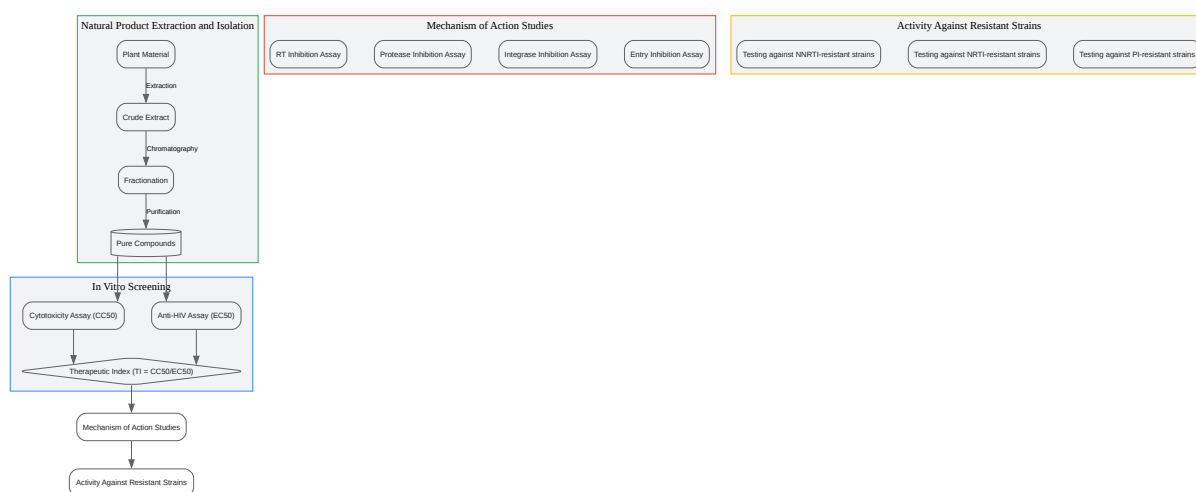 Natural Product Extraction and Isolation
Plant Material
Extraction
Crude Extract
Chromatography
Fractionation
Purification
Pure Compounds
Mechanism of Action Studies
RT Inhibition Assay
Protease Inhibition Assay
Integrase Inhibition Assay
Entry Inhibition Assay
Activity Against Resistant Strains
Testing against NNRTI-resistant strains
Testing against NRTI-resistant strains
Testing against PI-resistant strains
In Vitro Screening
Cytotoxicity Assay (CC50)
Anti-HIV Assay (EC50)
Therapeutic Index (TI = CC50/EC50)
Mechanism of Action Studies
Activity Against Resistant Strains